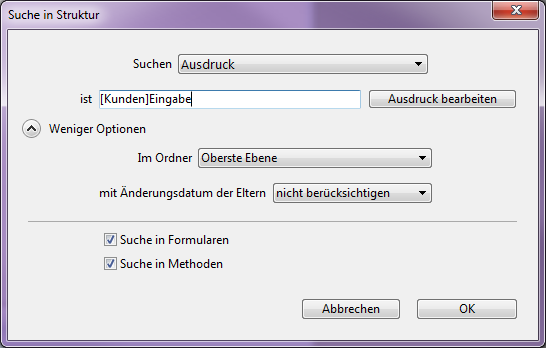 Suche in Struktur
Suchen Ausdruck
ist [Kunden]Eingabe Ausdruck bearbeiten
Weniger Optionen
Im Ordner Oberste Ebene
mit Änderungsdatum der Eltern nicht berücksichtigen
Suche in Formularen
Suche in Methoden
Abbrechen OK